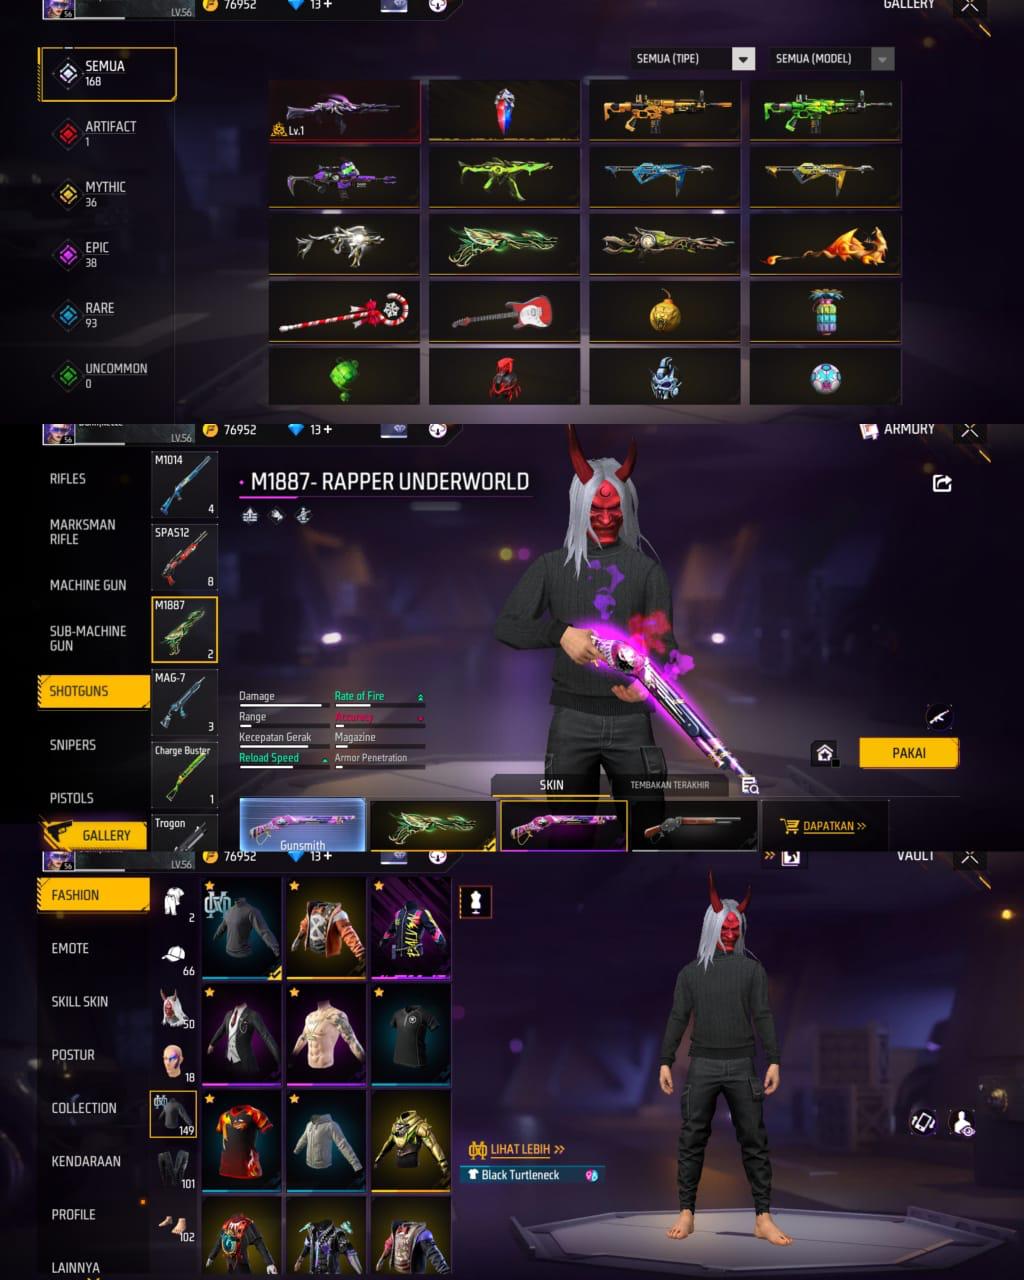 56
LV.56
76952
13+
GALLERY
SEMUA
168
ARTIFACT
1
MYTHIC
36
EPIC
38
RARE
93
UNCOMMON
0
SEMUA (TIPE)
SEMUA (MODEL)
Lv.1
56
LV.56
76952
13+
ARMORY
RIFLES
MARKSMAN
RIFLE
MACHINE GUN
SUB-MACHINE
GUN
SHOTGUNS
SNIPERS
PISTOLS
GALLERY
M1014
4
SPAS12
8
M1887
2
MAG-7
3
Charge Buster
1
Trogon
M1887- RAPPER UNDERWORLD
Damage
Rate of Fire
Range
Accuracy
Kecepatan Gerak
Magazine
Reload Speed
Armor Penetration
PAKAI
SKIN
TEMBAKAN TERAKHIR
Gunsmith
DAPATKAN >>
56
LV.56
76952
13+
VAULT
FASHION
EMOTE
SKILL SKIN
POSTUR
COLLECTION
KENDARAAN
PROFILE
LAINNYA
2
66
50
18
149
101
102
LIHAT LEBIH >>
Black Turtleneck